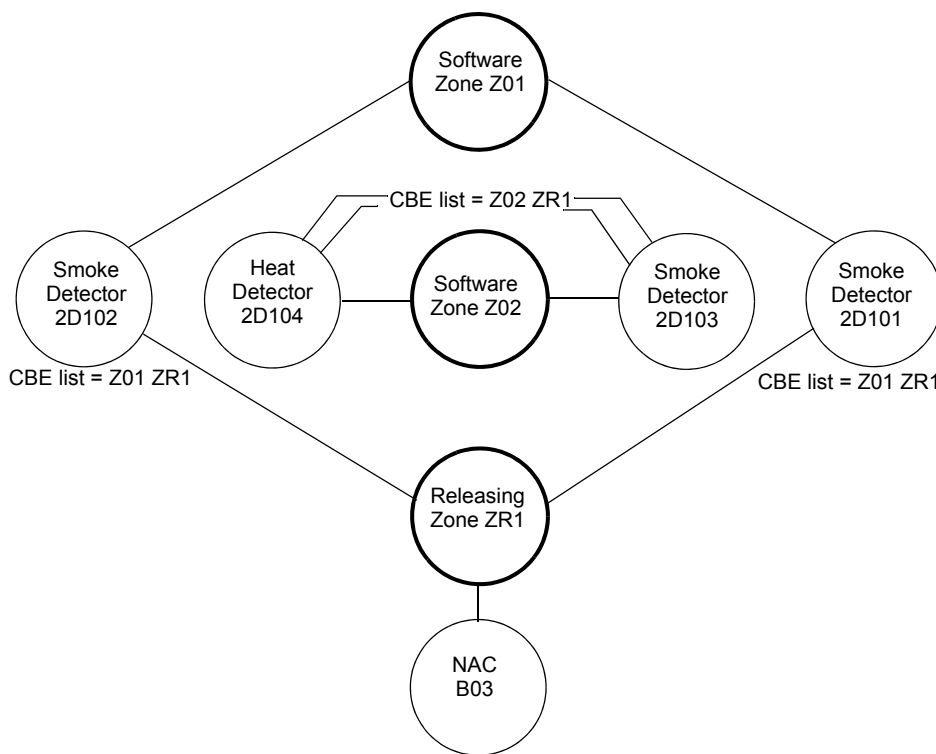 Software
Zone Z01
CBE list = Z02 ZR1
Smoke
Detector
2D102
Heat
Detector
2D104
Software
Zone Z02
Smoke
Detector
2D103
Smoke
Detector
2D101
CBE list = Z01 ZR1
CBE list = Z01 ZR1
Releasing
Zone ZR1
NAC
B03